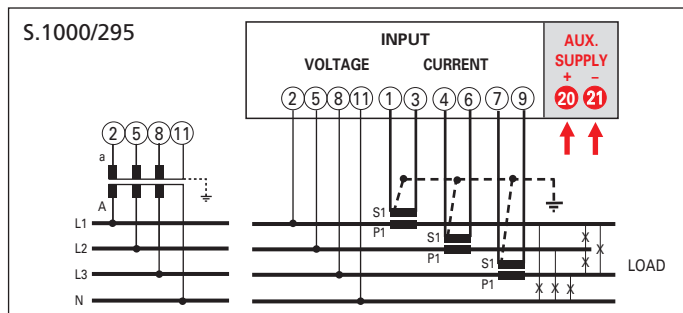 S.1000/295
INPUT
VOLTAGE CURRENT
AUX.
SUPPLY
+ –
20 21
2 5 8 11 1 3 4 6 7 9
2 5 8 11
a
A
S1
P1
S1
P1
S1
P1
L1
L2
L3
N
X X X X X X
LOAD